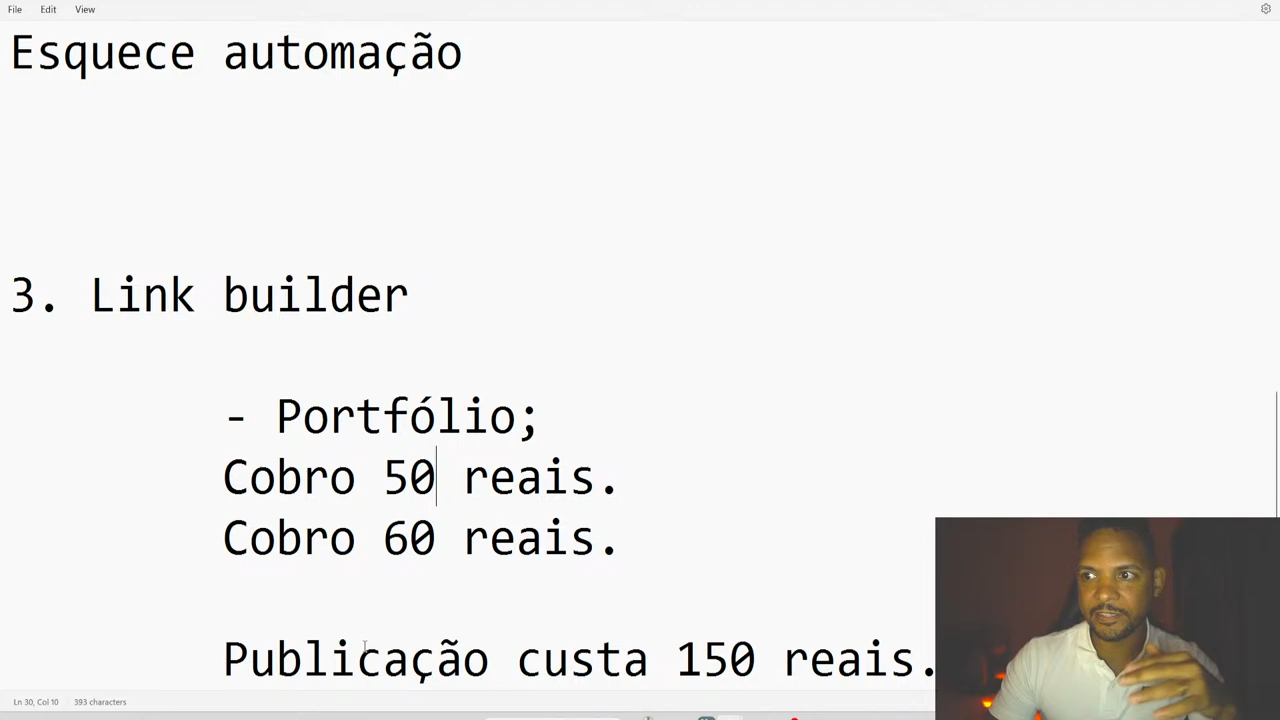 File Edit View
Esquece automação
3. Link builder
- Portfólio;
Cobro 50 reais.
Cobro 60 reais.
Publicação custa 150 reais.
Ln 30, Col 10 393 characters